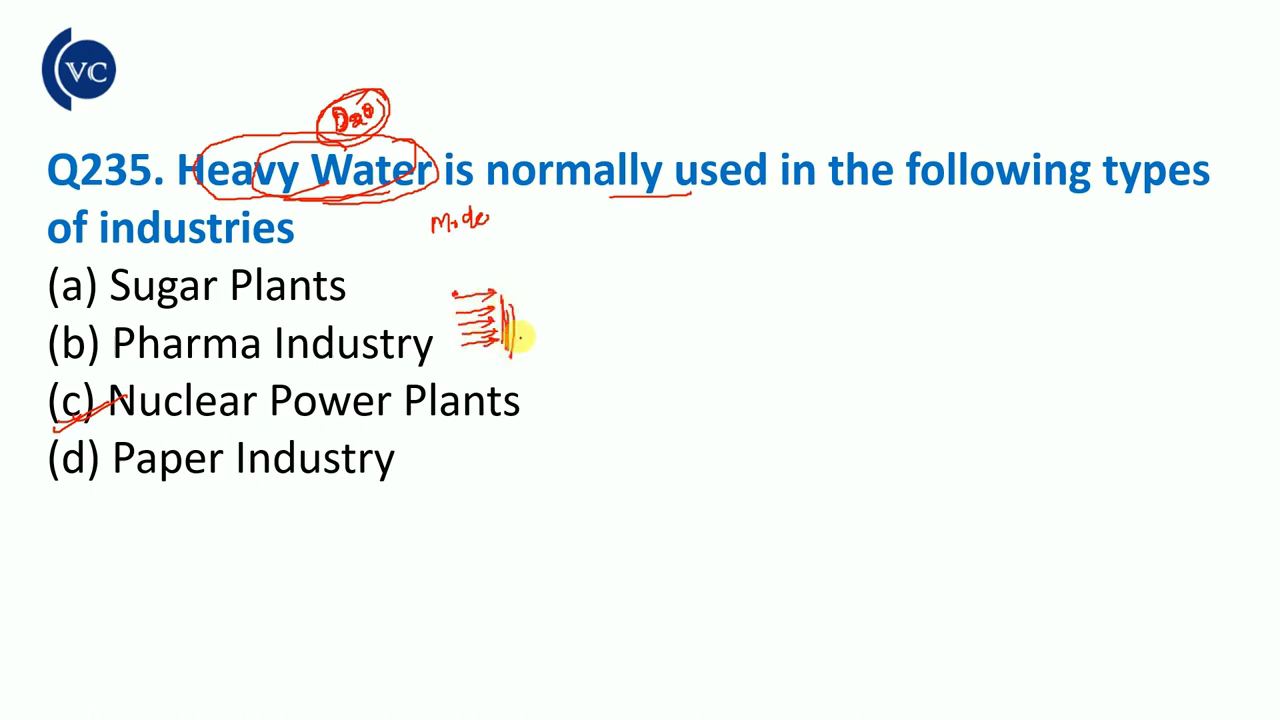 VC
D2O
Q235. Heavy Water is normally used in the following types
of industries
Mode
(a) Sugar Plants
(b) Pharma Industry
(c) Nuclear Power Plants
(d) Paper Industry